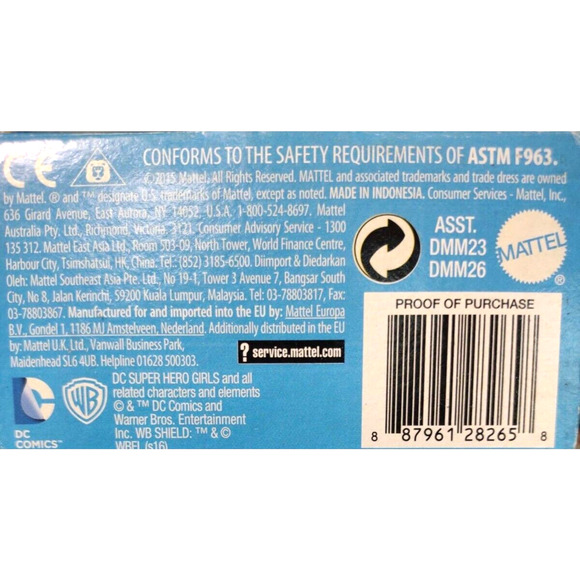 CE
CONFORMS TO THE SAFETY REQUIREMENTS OF ASTM F963.
© 2015 Mattel. All Rights Reserved. MATTEL and associated trademarks and trade dress are owned
by Mattel. ® and ™ designate U.S. trademarks of Mattel, except as noted. MADE IN INDONESIA. Consumer Services - Mattel, Inc.,
636 Girard Avenue, East Aurora, NY 14052, U.S.A. 1-800-524-8697. Mattel
Australia Pty. Ltd., Richmond, Victoria. 3121. Consumer Advisory Service - 1300
135 312. Mattel East Asia Ltd., Room 503-09, North Tower, World Finance Centre,
Harbour City, Tsimshatsui, HK, China. Tel: (852) 3185-6500. Diimport & Diedarkan
Oleh: Mattel Southeast Asia Pte. Ltd., No 19-1, Tower 3 Avenue 7, Bangsar South
City, No 8, Jalan Kerinchi, 59200 Kuala Lumpur, Malaysia. Tel: 03-78803817, Fax:
03-78803867. Manufactured for and imported into the EU by: Mattel Europa
B.V., Gondel 1, 1186 MJ Amstelveen, Nederland. Additionally distributed in the EU
by: Mattel U.K. Ltd., Vanwall Business Park,
Maidenhead SL6 4UB. Helpline 01628 500303.
? service.mattel.com
ASST.
DMM23
DMM26
MATTEL
®
PROOF OF PURCHASE
8 87961 28265 8
DC
DC
COMICS™
WB
DC SUPER HERO GIRLS and all
related characters and elements
© & ™ DC Comics and
Warner Bros. Entertainment
Inc. WB SHIELD: ™ & ©
WBEI. (s16)